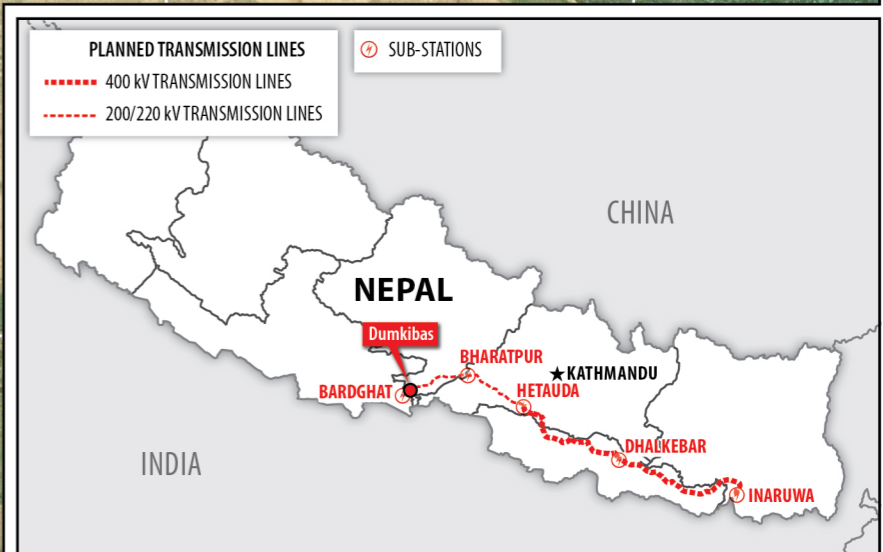 PLANNED TRANSMISSION LINES
400 kV TRANSMISSION LINES
200/220 kV TRANSMISSION LINES
SUB-STATIONS
CHINA
NEPAL
Dumkibas
BHARATPUR
KATHMANDU
BARDGHAT
HETAUDA
DHALKEBAR
INDIA
INARUWA